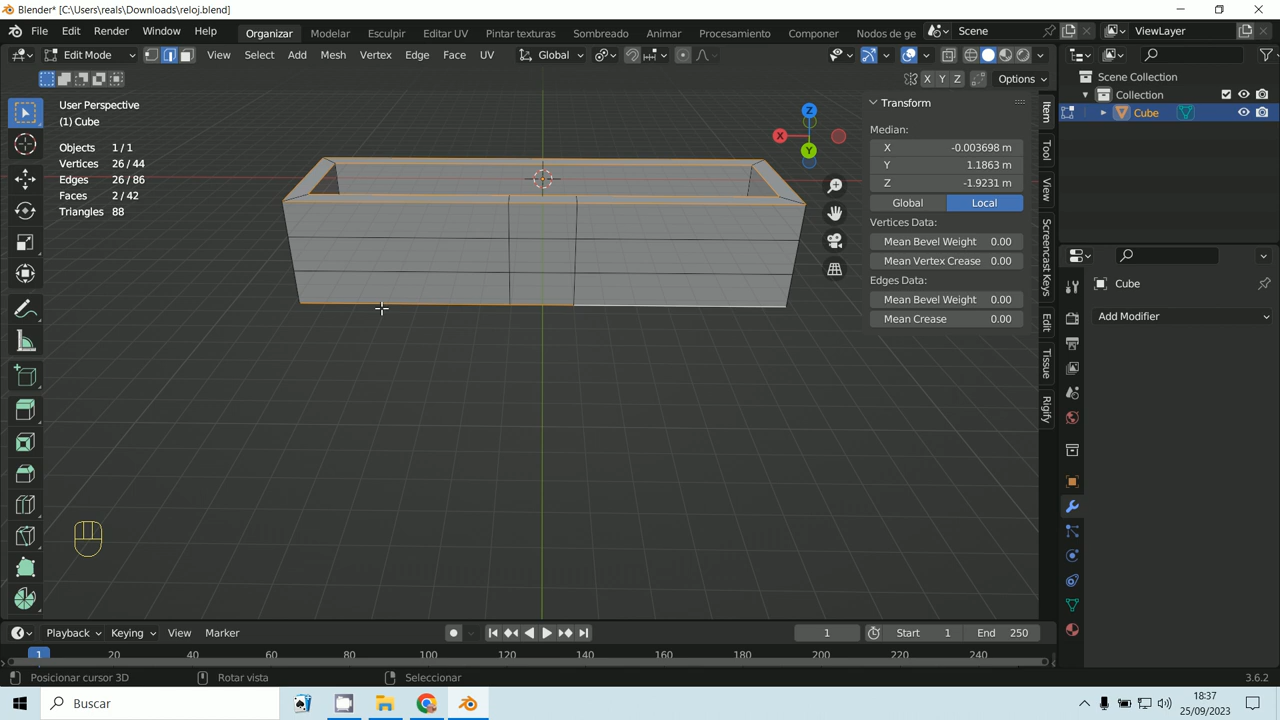 Blender* [C:\Users\reals\Downloads\reloj.blend]
File Edit Render Window Help Organizar Modelar Esculpir Editar UV Pintar texturas Sombreado Animar Procesamiento Componer Nodos de ge Scene ViewLayer
Edit Mode View Select Add Mesh Vertex Edge Face UV Global
X Y Z Options
User Perspective
(1) Cube
Objects 1/1
Vertices 26/44
Edges 26/86
Faces 2/42
Triangles 88
Z
X
Y
Transform
Median:
X -0.003698 m
Y 1.1863 m
Z -1.9231 m
Global Local
Vertices Data:
Mean Bevel Weight 0.00
Mean Vertex Crease 0.00
Edges Data:
Mean Bevel Weight 0.00
Mean Crease 0.00
Item
Tool
View
Screencast Keys
Edit
Tissue
Rigify
Scene Collection
Collection
Cube
Cube
Add Modifier
Playback Keying View Marker 1 Start 1 End 250
1 20 40 60 80 100 120 140 160 180 200 220 240
Posicionar cursor 3D Rotar vista Seleccionar 3.6.2
Buscar
18:37
25/09/2023